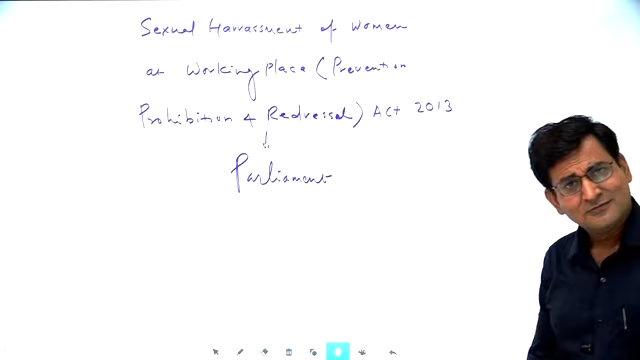 Sexual Harrassment of Women
at Working Place (Prevention
Prohibition & Redressal) Act 2013
Parliament